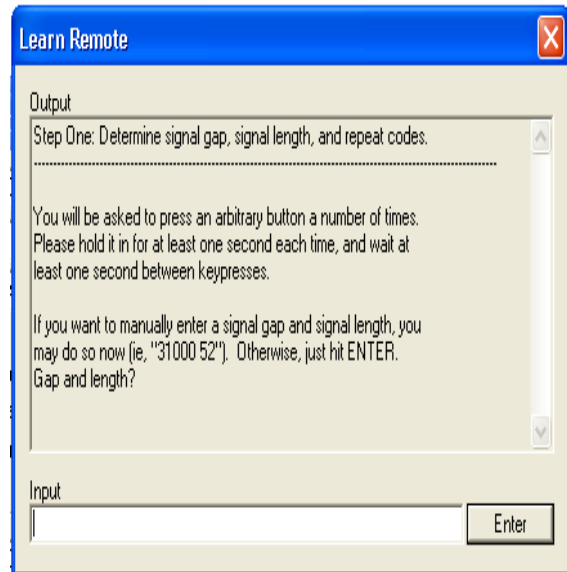 Learn Remote
Output
Step One: Determine signal gap, signal length, and repeat codes.
You will be asked to press an arbitrary button a number of times.
Please hold it in for at least one second each time, and wait at
least one second between keypresses.
If you want to manually enter a signal gap and signal length, you
may do so now (ie, "31000 52"). Otherwise, just hit ENTER.
Gap and length?
Input
Enter